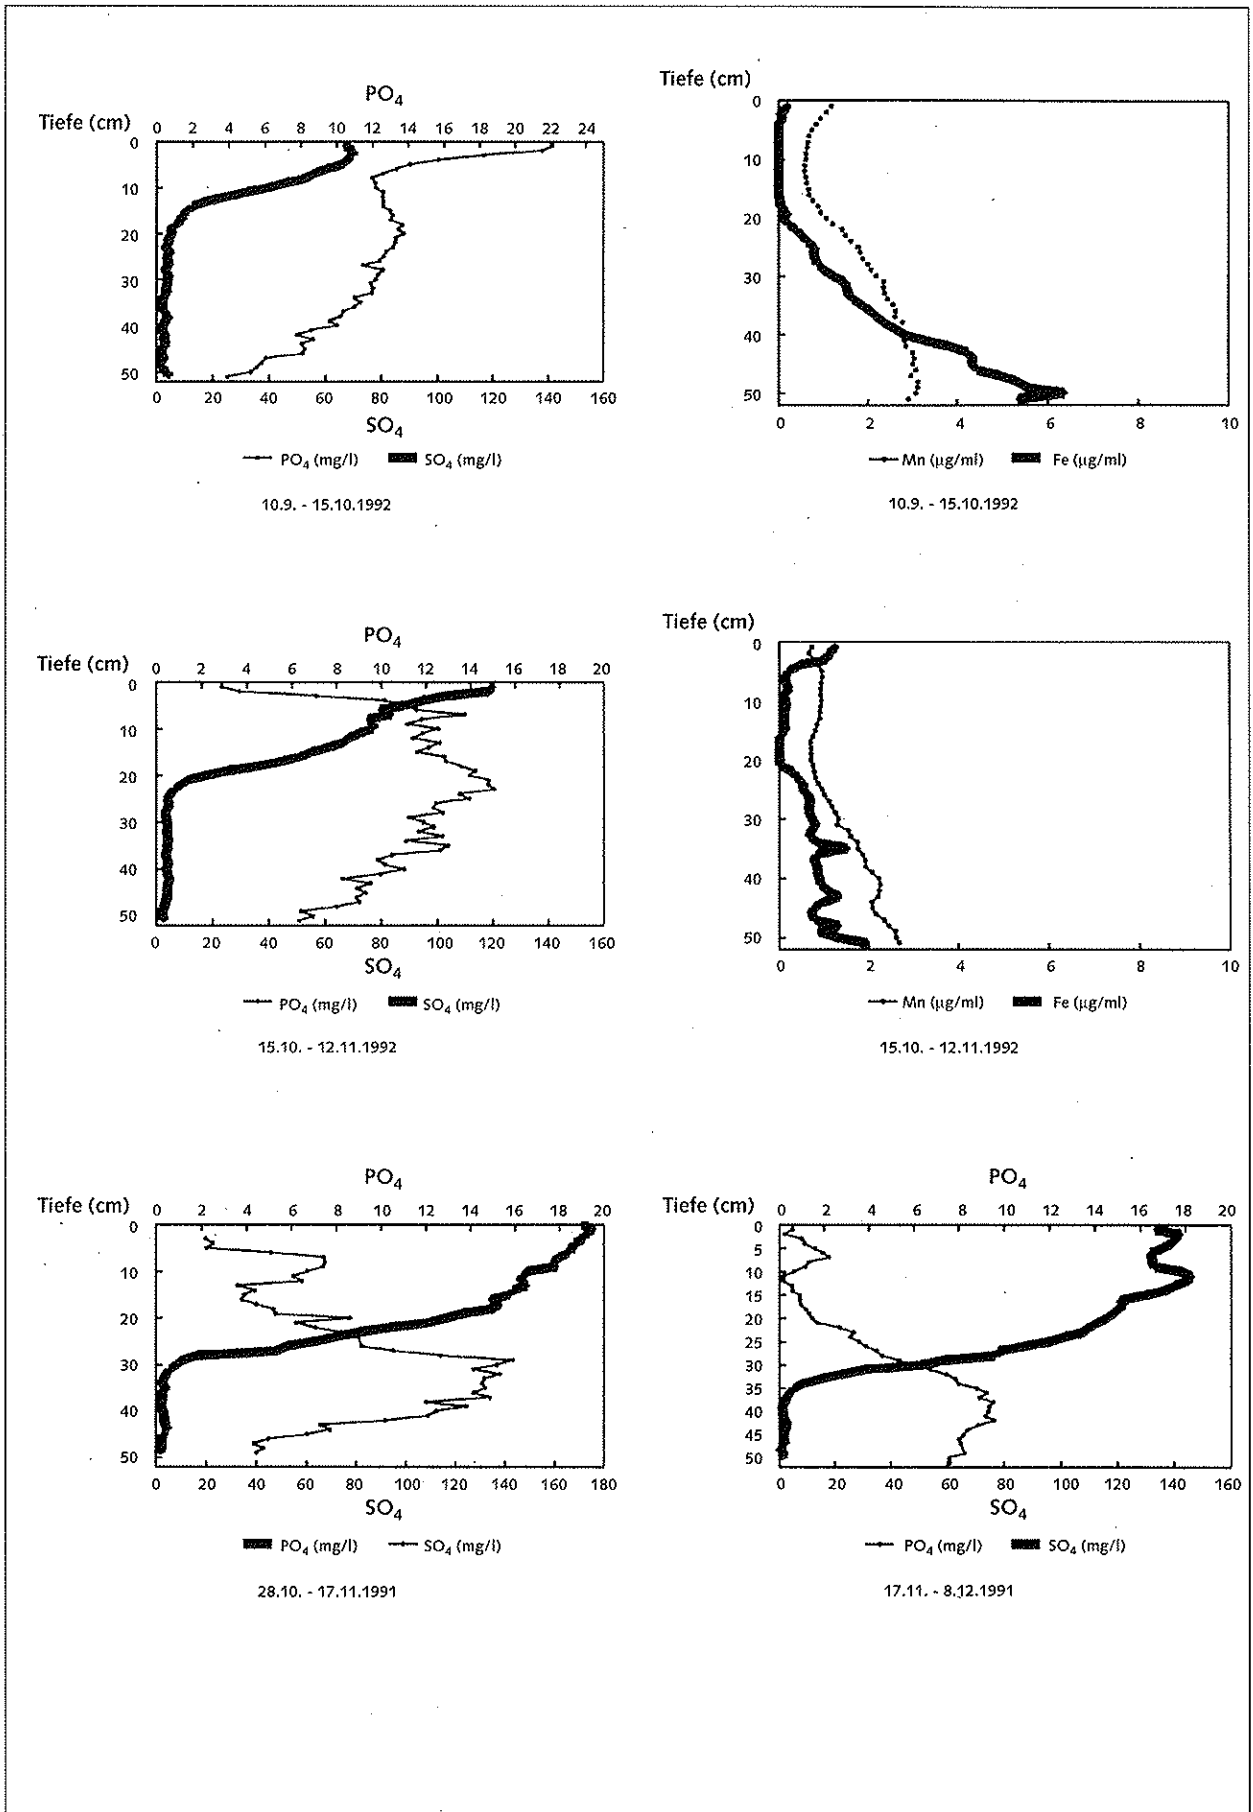 PO₄
Tiefe (cm)
0 2 4 6 8 10 12 14 16 18 20 22 24
0
10
20
30
40
50
0 20 40 60 80 100 120 140 160
SO₄
PO₄ (mg/l) SO₄ (mg/l)
10.9. - 15.10.1992
Tiefe (cm)
0
10
20
30
40
50
0 2 4 6 8 10
Mn (µg/ml) Fe (µg/ml)
10.9. - 15.10.1992
PO₄
Tiefe (cm)
0 2 4 6 8 10 12 14 16 18 20
0
10
20
30
40
50
0 20 40 60 80 100 120 140 160
SO₄
PO₄ (mg/l) SO₄ (mg/l)
15.10. - 12.11.1992
Tiefe (cm)
0
10
20
30
40
50
0 2 4 6 8 10
Mn (µg/ml) Fe (µg/ml)
15.10. - 12.11.1992
PO₄
Tiefe (cm)
0 2 4 6 8 10 12 14 16 18 20
0
10
20
30
40
50
0 20 40 60 80 100 120 140 160 180
SO₄
PO₄ (mg/l) SO₄ (mg/l)
28.10. - 17.11.1991
PO₄
Tiefe (cm)
0 2 4 6 8 10 12 14 16 18 20
0
5
10
15
20
25
30
35
40
45
50
0 20 40 60 80 100 120 140 160
SO₄
PO₄ (mg/l) SO₄ (mg/l)
17.11. - 8.12.1991